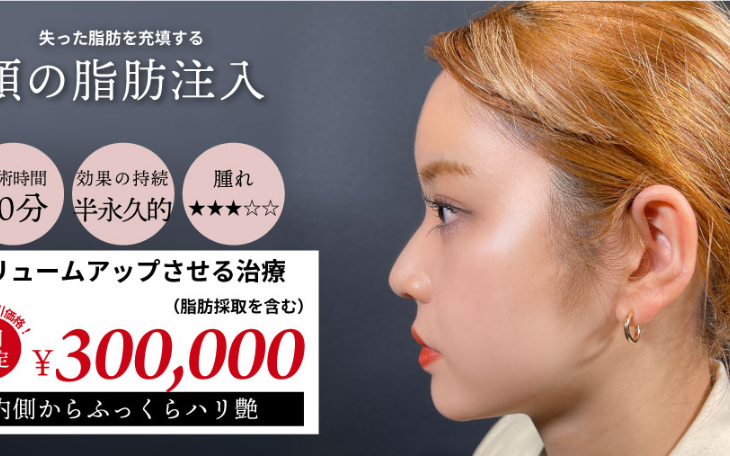 失った脂肪を充填する
の脂肪注入
術時間
0分
効果の持続
半永久的
腫れ
★★★☆☆
リュームアップさせる治療
（脂肪採取を含む）
価格！
定
¥300,000
内側からふっくらハリ艶